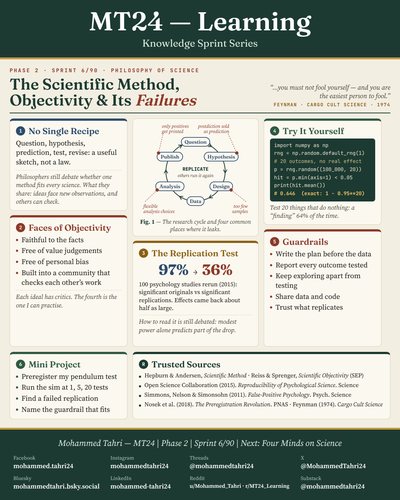 MT24 — Learning
Knowledge Sprint Series
PHASE 2 · SPRINT 6/90 · PHILOSOPHY OF SCIENCE
The Scientific Method,
Objectivity & Its Failures
"…you must not fool yourself — and you are
the easiest person to fool."
FEYNMAN · CARGO CULT SCIENCE · 1974
1 No Single Recipe
Question, hypothesis,
prediction, test, revise: a useful
sketch, not a law.
Philosophers still debate whether one
method fits every science. What they
share: ideas face new observations, and
others can check.
2 Faces of Objectivity
• Faithful to the facts
• Free of value judgements
• Free of personal bias
• Built into a community that
checks each other's work
Each ideal has critics. The fourth is the
one I can practise.
only positives
get printed
postdiction sold
as prediction
Question
Publish
Hypothesis
REPLICATE
others run it again
Analysis
Design
Data
flexible
analysis choices
too few
samples
Fig. 1 — The research cycle and four common
places where it leaks.
3 The Replication Test
97% → 36%
100 psychology studies rerun (2015):
significant originals vs significant
replications. Effects came back about
half as large.
How to read it is still debated: modest
power alone predicts part of the drop.
4 Try It Yourself
import numpy as np
rng = np.random.default_rng(1)
# 20 outcomes, no real effect
p = rng.random((100_000, 20))
hit = p.min(axis=1) < 0.05
print(hit.mean())
# 0.646 (exact: 1 - 0.95**20)
Test 20 things that do nothing: a
"finding" 64% of the time.
5 Guardrails
• Write the plan before the data
• Report every outcome tested
• Keep exploring apart from
testing
• Share data and code
• Trust what replicates
6 Mini Project
• Preregister my pendulum test
• Run the sim at 1, 5, 20 tests
• Find a failed replication
• Name the guardrail that fits
Trusted Sources
• Hepburn & Andersen, Scientific Method · Reiss & Sprenger, Scientific Objectivity (SEP)
• Open Science Collaboration (2015). Reproducibility of Psychological Science. Science
• Simmons, Nelson & Simonsohn (2011). False-Positive Psychology. Psych. Science
• Nosek et al. (2018). The Preregistration Revolution. PNAS · Feynman (1974). Cargo Cult Science
Mohammed Tahri — MT24 | Phase 2 | Sprint 6/90 | Next: Four Minds on Science
Facebook
mohammed.tahri24
Instagram
mohammed.tahri24
Threads
@mohammed.tahri24
X
@MohammedTahri24
Bluesky
mohammedtahri.bsky.social
LinkedIn
mohammed-tahri24
Reddit
u/Mohammed_Tahri · r/MT24_Learning
Substack
@mohammedtahri24